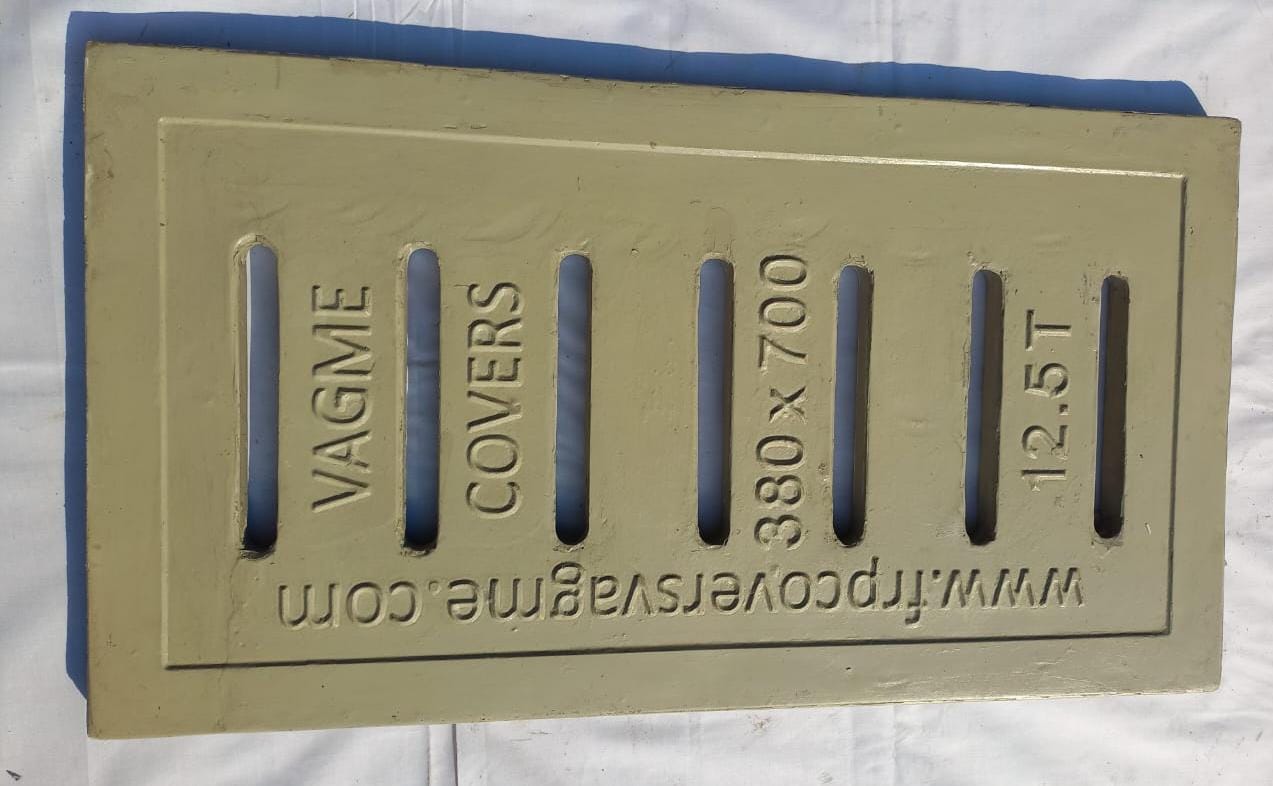 VAGME
COVERS
380 x 700
12.5T
www.frpcoversvagme.com